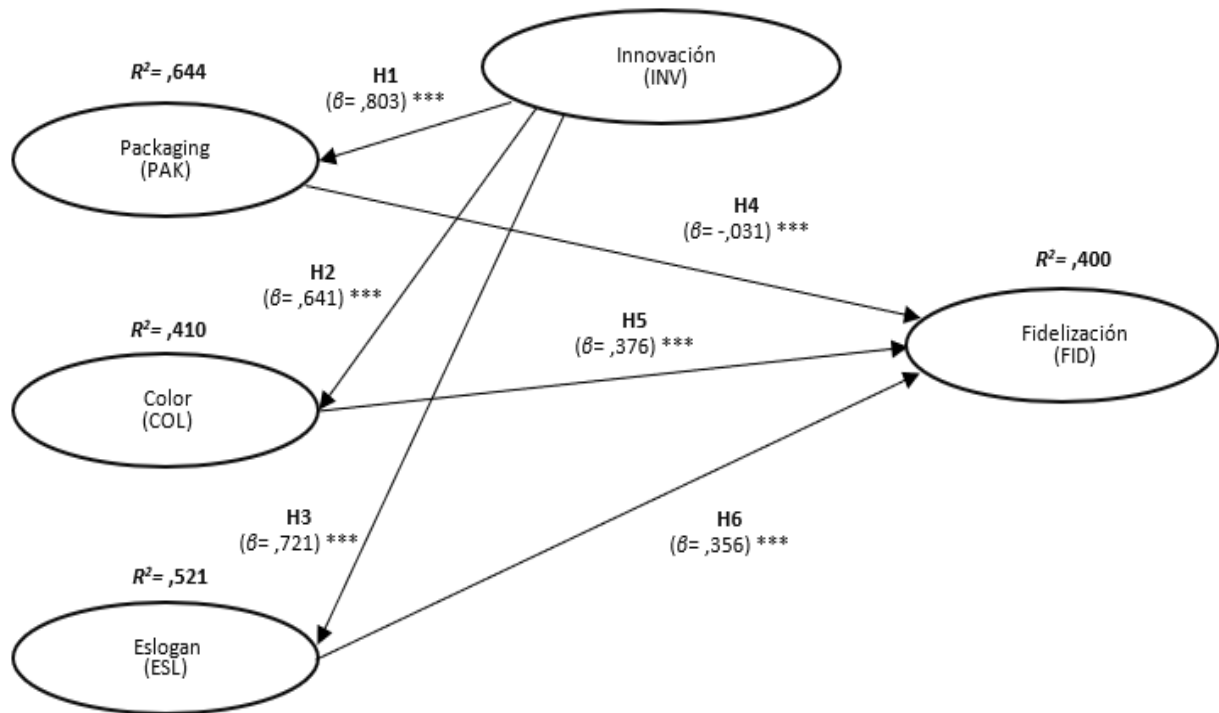 Innovación
(INV)
R²= ,644
H1
(β= ,803) ***
Packaging
(PAK)
H4
(β= -,031) ***
R²= ,400
H2
(β= ,641) ***
R²= ,410
H5
(β= ,376) ***
Fidelización
(FID)
Color
(COL)
H3
(β= ,721) ***
H6
(β= ,356) ***
R²= ,521
Eslogan
(ESL)